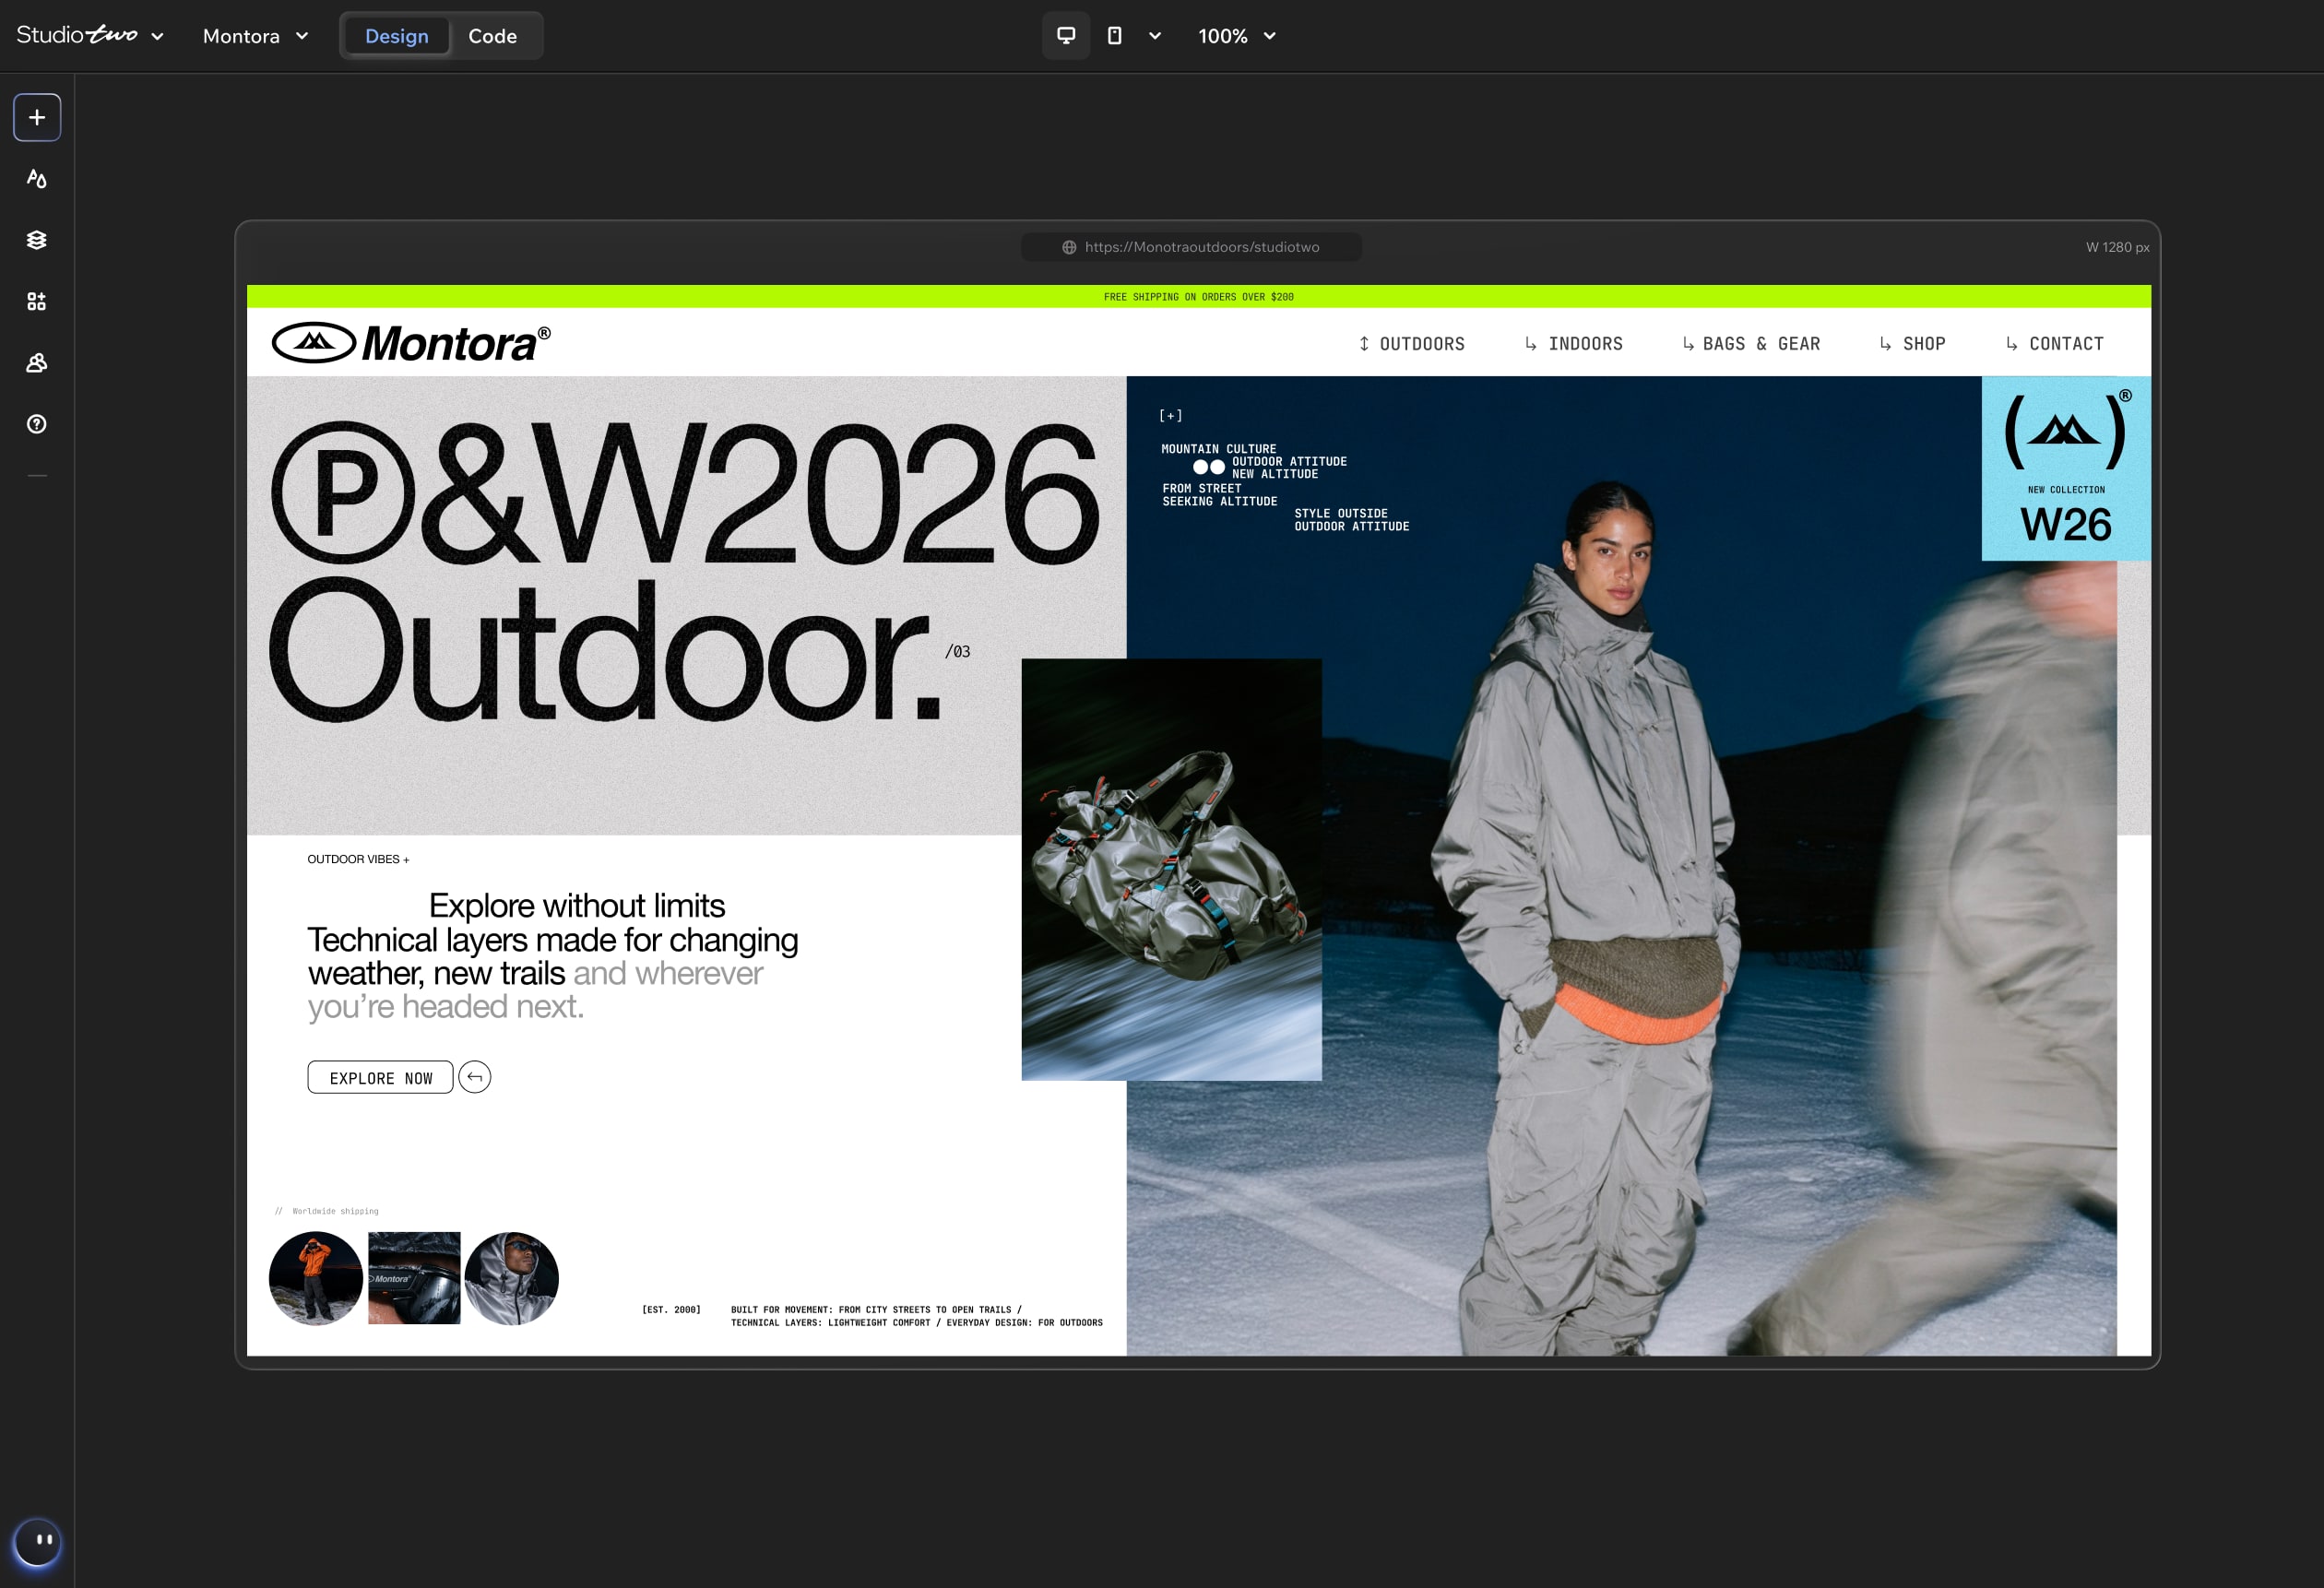 Studio two
Montora
Design
Code
100%
https://Monotraoutdoors/studiotwo
W 1280 px
FREE SHIPPING ON ORDERS OVER $200
Montora®
↕ OUTDOORS
↳ INDOORS
↳ BAGS & GEAR
↳ SHOP
↳ CONTACT
Ⓟ&W2026
Outdoor.
/03
[+]
MOUNTAIN CULTURE
OUTDOOR ATTITUDE
NEW ALTITUDE
FROM STREET
SEEKING ALTITUDE
STYLE OUTSIDE
OUTDOOR ATTITUDE
®
NEW COLLECTION
W26
OUTDOOR VIBES +
Explore without limits
Technical layers made for changing
weather, new trails and wherever
you're headed next.
EXPLORE NOW
// Worldwide shipping
Montora®
[EST. 2000]
BUILT FOR MOVEMENT: FROM CITY STREETS TO OPEN TRAILS /
TECHNICAL LAYERS: LIGHTWEIGHT COMFORT / EVERYDAY DESIGN: FOR OUTDOORS